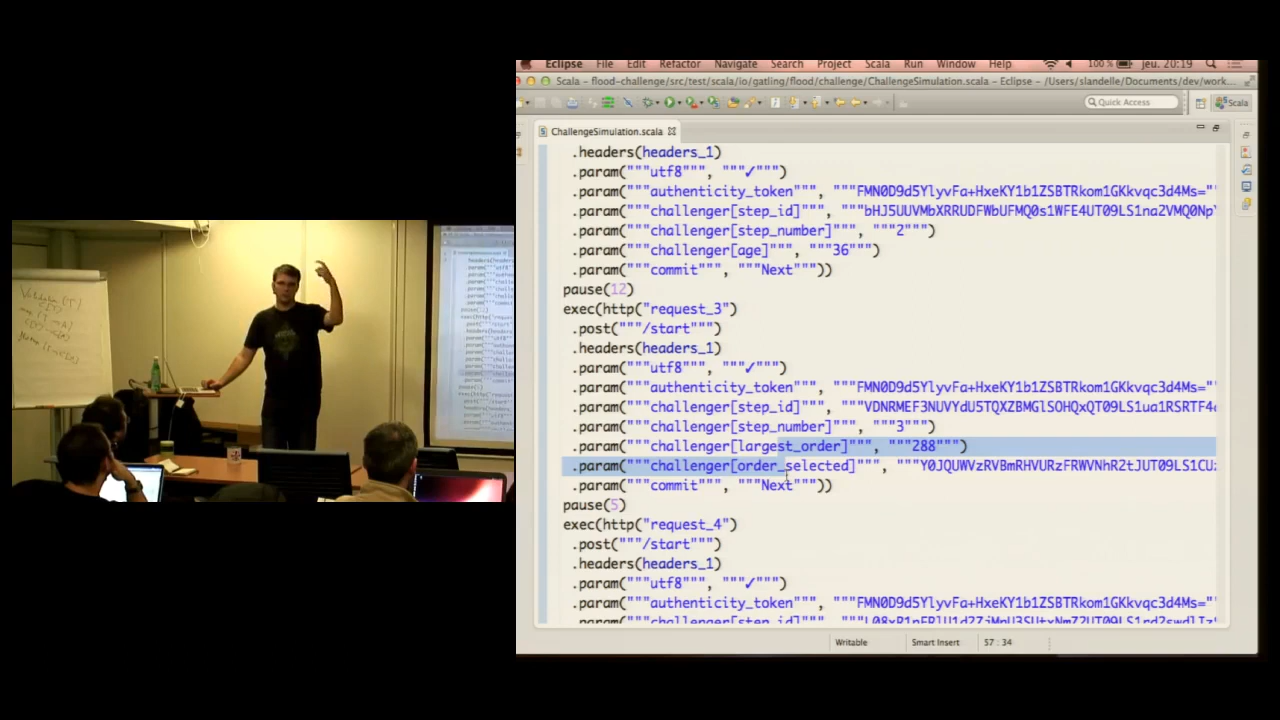 Eclipse File Edit Refactor Navigate Search Project Scala Run Window Help 100 % jeu. 20:19
Scala – flood-challenge/src/test/scala/io/gatling/flood/challenge/ChallengeSimulation.scala – Eclipse – /Users/slandelle/Documents/dev/work...
Quick Access Scala
ChallengeSimulation.scala
.headers(headers_1)
.param("""utf8""", """✓""")
.param("""authenticity_token""", """FMN0D9d5YlyvFa+HxeKY1b1ZSBTRkom1GKkvqc3d4Ms=""
.param("""challenger[step_id]""",
.param("""challenger[step_number]""", """2""")
.param("""challenger[age]""", """36""")
.param("""commit""", """Next"""))
pause(12)
exec(http("request_3")
.post("""/start""")
.headers(headers_1)
.param("""utf8""", """✓""")
.param("""authenticity_token""", """FMN0D9d5YlyvFa+HxeKY1b1ZSBTRkom1GKkvqc3d4Ms=""
.param("""challenger[step_id]""",
.param("""challenger[step_number]""", """3""")
.param("""challenger[largest_order]""", """288""")
.param("""challenger[order_selected]""",
.param("""commit""", """Next"""))
pause(5)
exec(http("request_4")
.post("""/start""")
.headers(headers_1)
.param("""utf8""", """✓""")
.param("""authenticity_token""", """FMN0D9d5YlyvFa+HxeKY1b1ZSBTRkom1GKkvqc3d4Ms=""
.param("""challenger[step_id]""",
Writable Smart Insert 57 : 34